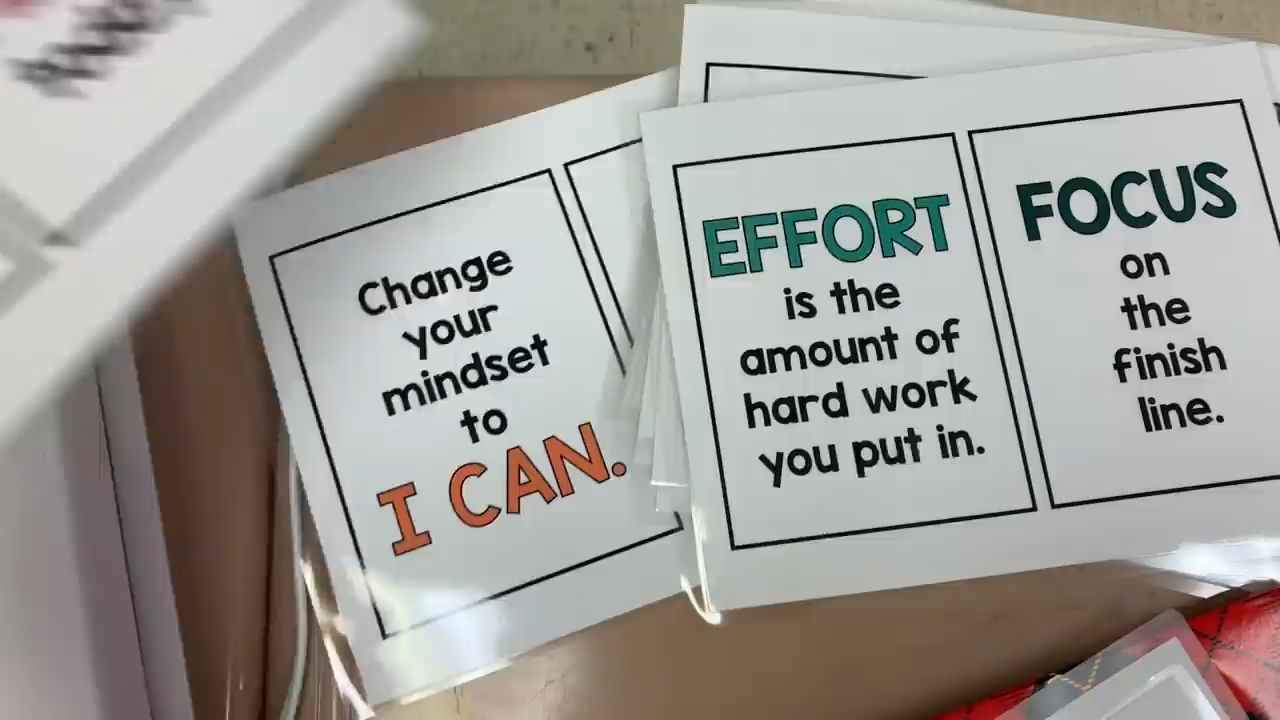 Change
your
mindset
to
I CAN.
EFFORT
is the
amount of
hard work
you put in.
FOCUS
on
the
finish
line.